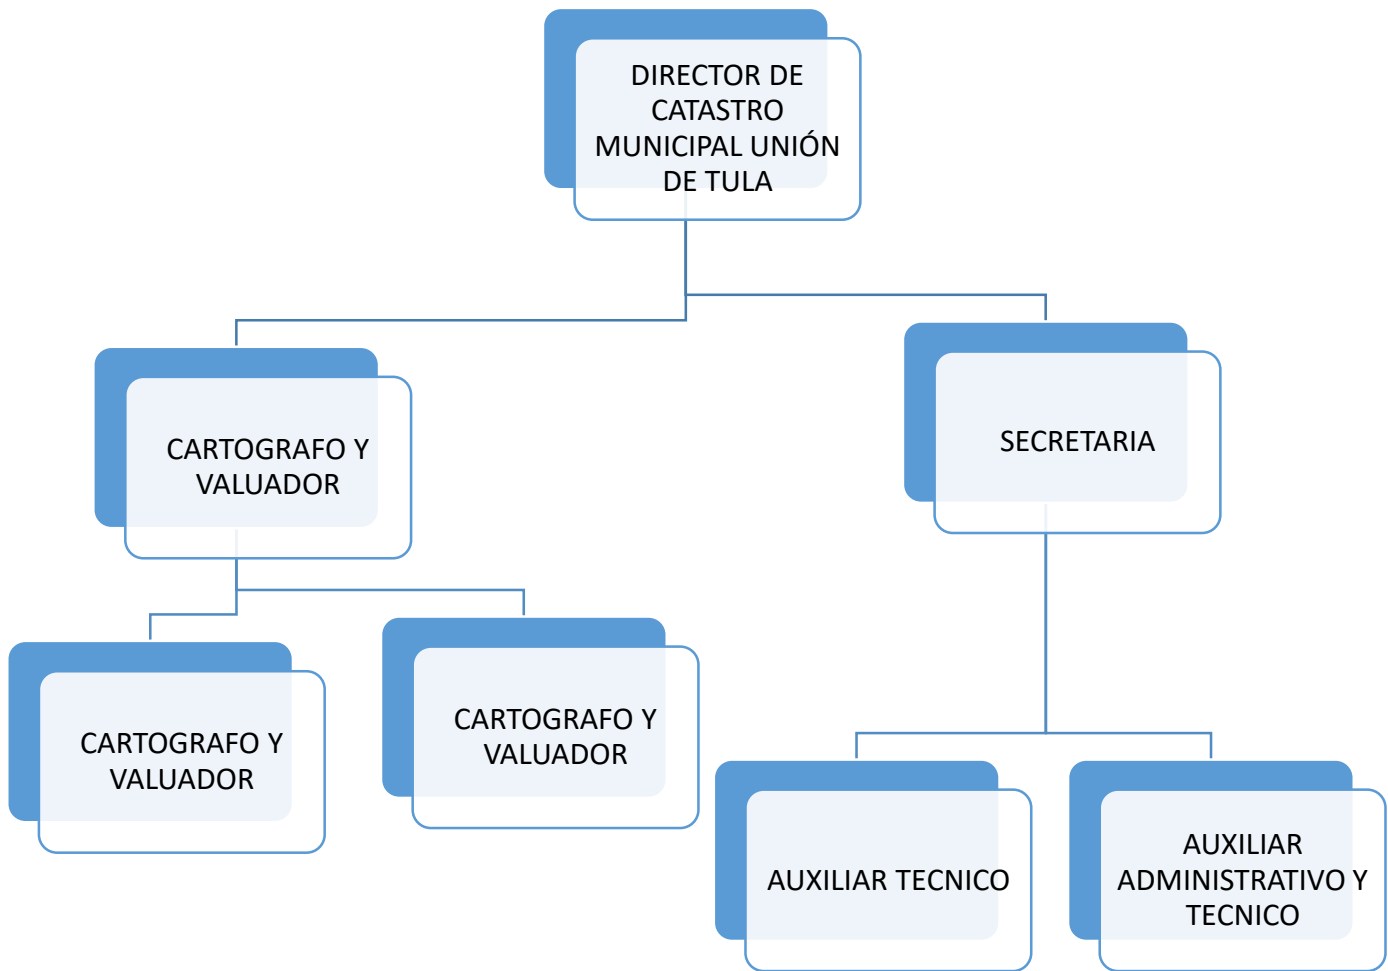 DIRECTOR DE
CATASTRO
MUNICIPAL UNIÓN
DE TULA
CARTOGRAFO Y
VALUADOR
SECRETARIA
CARTOGRAFO Y
VALUADOR
CARTOGRAFO Y
VALUADOR
AUXILIAR TECNICO
AUXILIAR
ADMINISTRATIVO Y
TECNICO